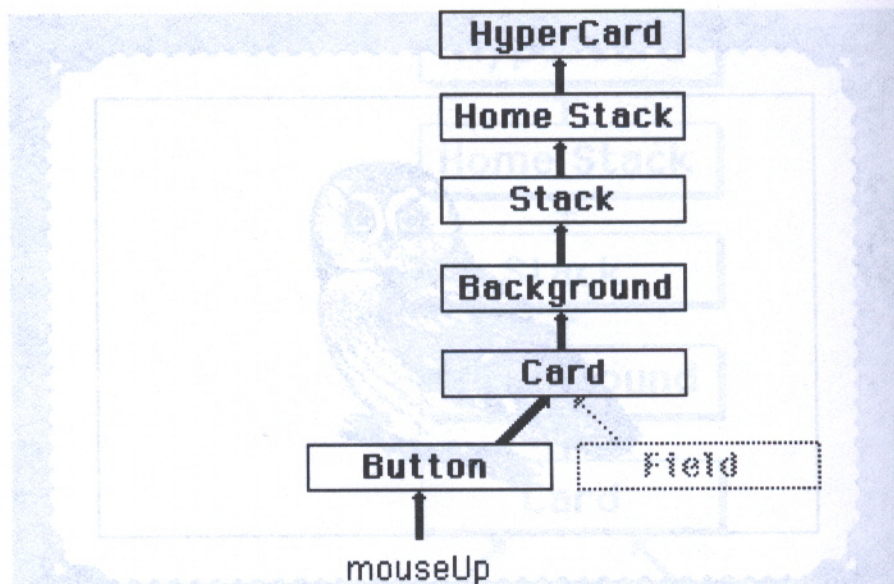 HyperCard
Home Stack
Stack
Background
Card
Button
Field
mouseUp